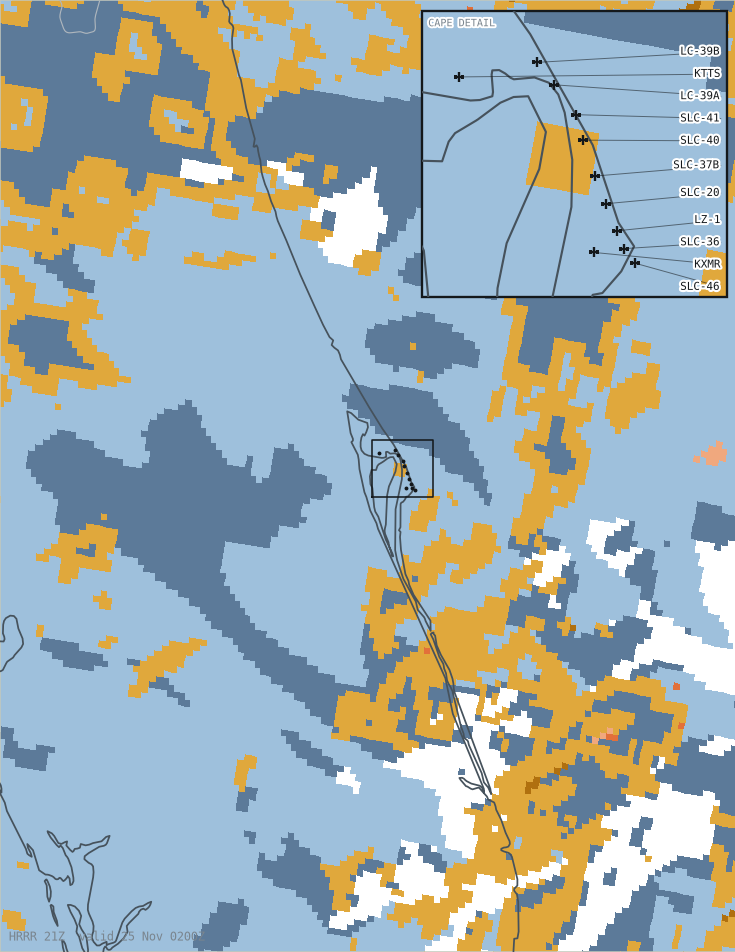 CAPE DETAIL
LC-39B
KTTS
LC-39A
SLC-41
SLC-40
SLC-37B
SLC-20
LZ-1
SLC-36
KXMR
SLC-46
HRRR 21Z valid 25 Nov 0200